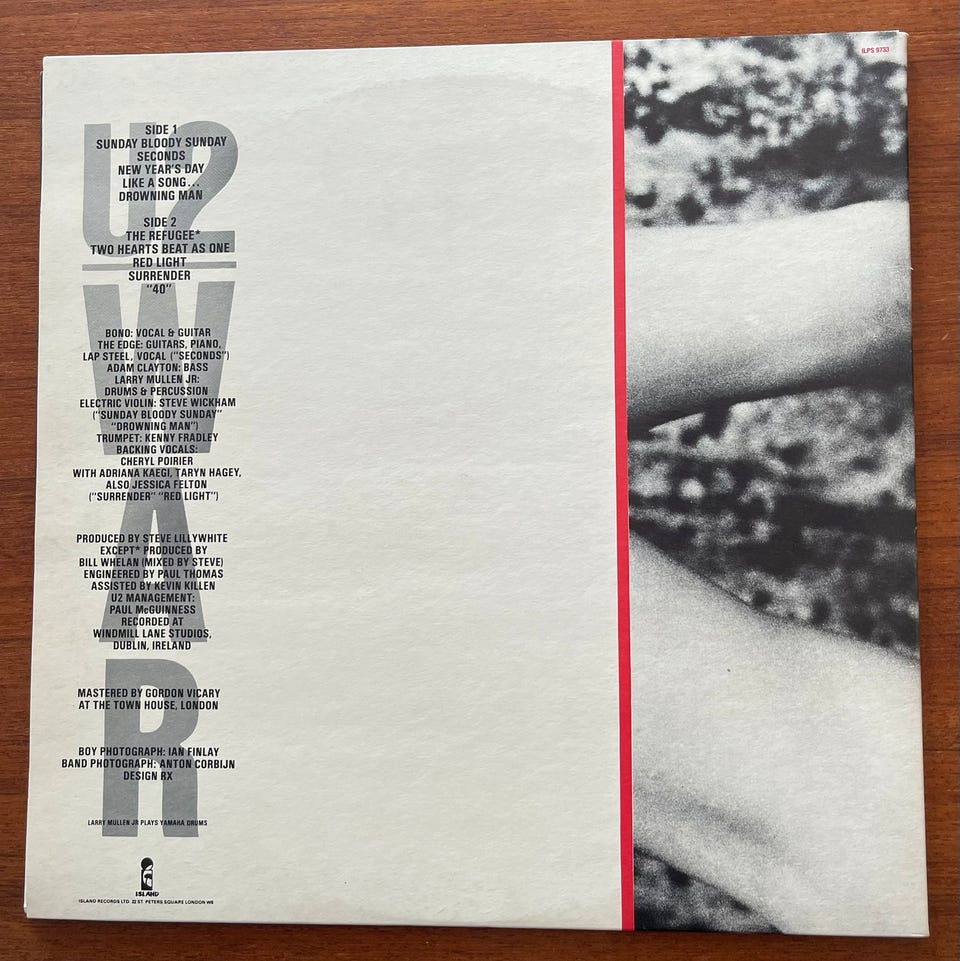 ILPS 9733
U2
WAR
SIDE 1
SUNDAY BLOODY SUNDAY
SECONDS
NEW YEAR'S DAY
LIKE A SONG...
DROWNING MAN
SIDE 2
THE REFUGEE*
TWO HEARTS BEAT AS ONE
RED LIGHT
SURRENDER
"40"
BONO: VOCAL & GUITAR
THE EDGE: GUITARS, PIANO,
LAP STEEL, VOCAL ("SECONDS")
ADAM CLAYTON: BASS
LARRY MULLEN JR:
DRUMS & PERCUSSION
ELECTRIC VIOLIN: STEVE WICKHAM
("SUNDAY BLOODY SUNDAY"
"DROWNING MAN")
TRUMPET: KENNY FRADLEY
BACKING VOCALS:
CHERYL POIRIER
WITH ADRIANA KAEGI, TARYN HAGEY,
ALSO JESSICA FELTON
("SURRENDER" "RED LIGHT")
PRODUCED BY STEVE LILLYWHITE
EXCEPT* PRODUCED BY
BILL WHELAN (MIXED BY STEVE)
ENGINEERED BY PAUL THOMAS
ASSISTED BY KEVIN KILLEN
U2 MANAGEMENT:
PAUL McGUINNESS
RECORDED AT
WINDMILL LANE STUDIOS,
DUBLIN, IRELAND
MASTERED BY GORDON VICARY
AT THE TOWN HOUSE, LONDON
BOY PHOTOGRAPH: IAN FINLAY
BAND PHOTOGRAPH: ANTON CORBIJN
DESIGN RX
LARRY MULLEN JR PLAYS YAMAHA DRUMS
ISLAND
ISLAND RECORDS LTD 22 ST. PETERS SQUARE LONDON W6